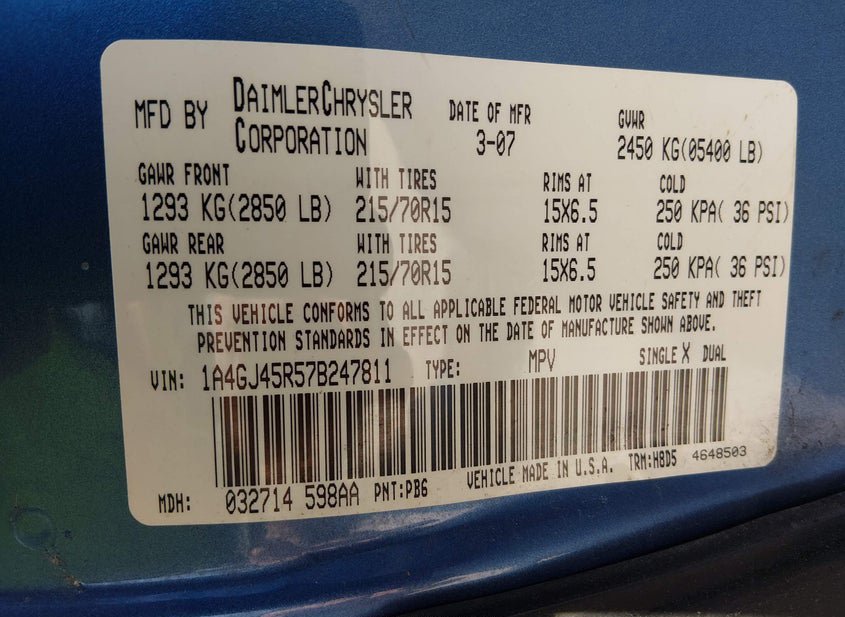 MFD BY DAIMLERCHRYSLER CORPORATION DATE OF MFR 3-07 GVWR 2450 KG(05400 LB)
GAWR FRONT WITH TIRES RIMS AT COLD
1293 KG(2850 LB) 215/70R15 15X6.5 250 KPA( 36 PSI)
GAWR REAR WITH TIRES RIMS AT COLD
1293 KG(2850 LB) 215/70R15 15X6.5 250 KPA( 36 PSI)
THIS VEHICLE CONFORMS TO ALL APPLICABLE FEDERAL MOTOR VEHICLE SAFETY AND THEFT
PREVENTION STANDARDS IN EFFECT ON THE DATE OF MANUFACTURE SHOWN ABOVE.
VIN: 1A4GJ45R57B247811 TYPE: MPV SINGLE X DUAL
MDH: 032714 598AA PNT:PB6 VEHICLE MADE IN U.S.A. TRM:H8D5 4648503